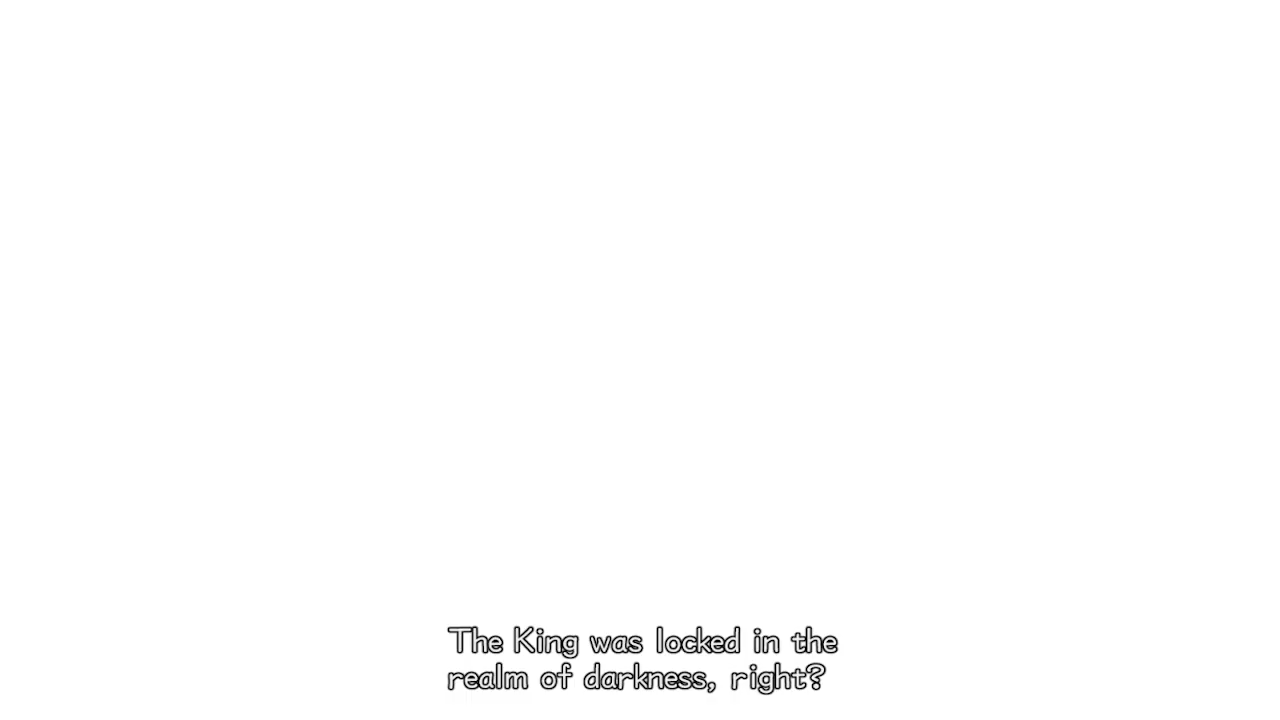 The King was locked in the
realm of darkness, right?